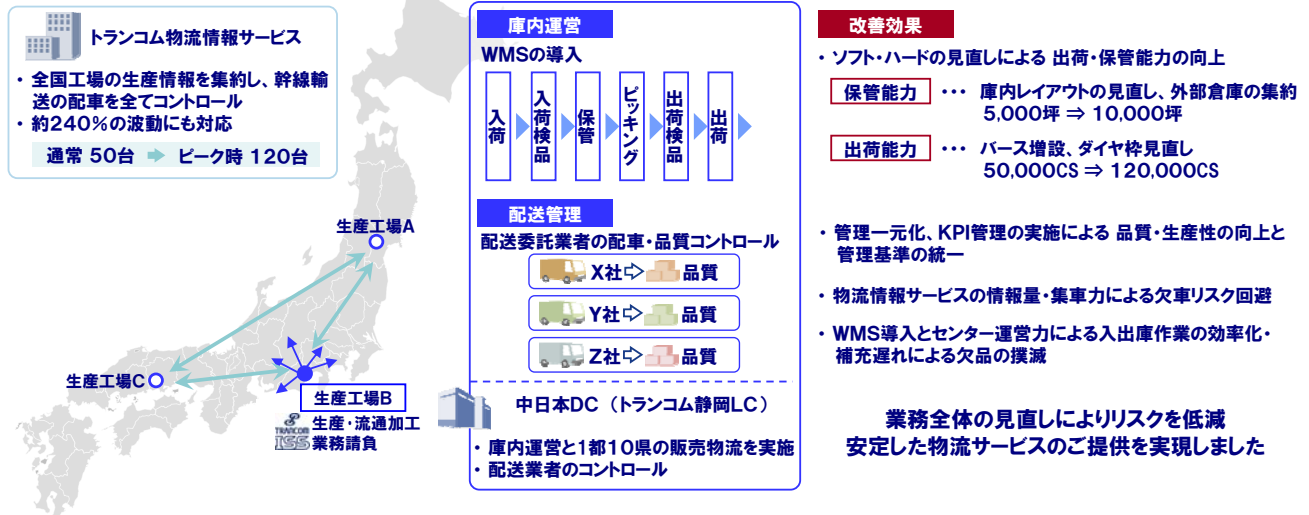 トランコム物流情報サービス
・ 全国工場の生産情報を集約し、幹線輸
送の配車を全てコントロール
・ 約240%の波動にも対応
通常 50台 ピーク時 120台
生産工場A
生産工場C
生産工場B
TRANCOM
ISS
生産・流通加工
業務請負
庫内運営
WMSの導入
入荷
入荷検品
保管
ピッキング
出荷検品
出荷
配送管理
配送委託業者の配車・品質コントロール
X社⇨品質
Y社⇨品質
Z社⇨品質
中日本DC (トランコム静岡LC)
・ 庫内運営と1都10県の販売物流を実施
・ 配送業者のコントロール
改善効果
・ ソフト・ハードの見直しによる 出荷・保管能力の向上
保管能力 ・・・ 庫内レイアウトの見直し、外部倉庫の集約
5,000坪 ⇒ 10,000坪
出荷能力 ・・・ バース増設、ダイヤ枠見直し
50,000CS ⇒ 120,000CS
・ 管理一元化、KPI管理の実施による 品質・生産性の向上と
管理基準の統一
・ 物流情報サービスの情報量・集車力による欠車リスク回避
・ WMS導入とセンター運営力による入出庫作業の効率化・
補充遅れによる欠品の撲滅
業務全体の見直しによりリスクを低減
安定した物流サービスのご提供を実現しました